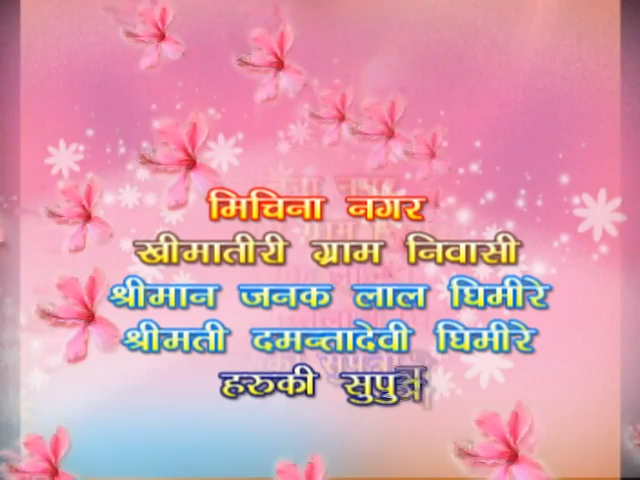 मिचिना नगर
खीमातीरी ग्राम निवासी
श्रीमान जनक लाल घिमीरे
श्रीमती दमन्तादेवी घिमीरे
हरुकी